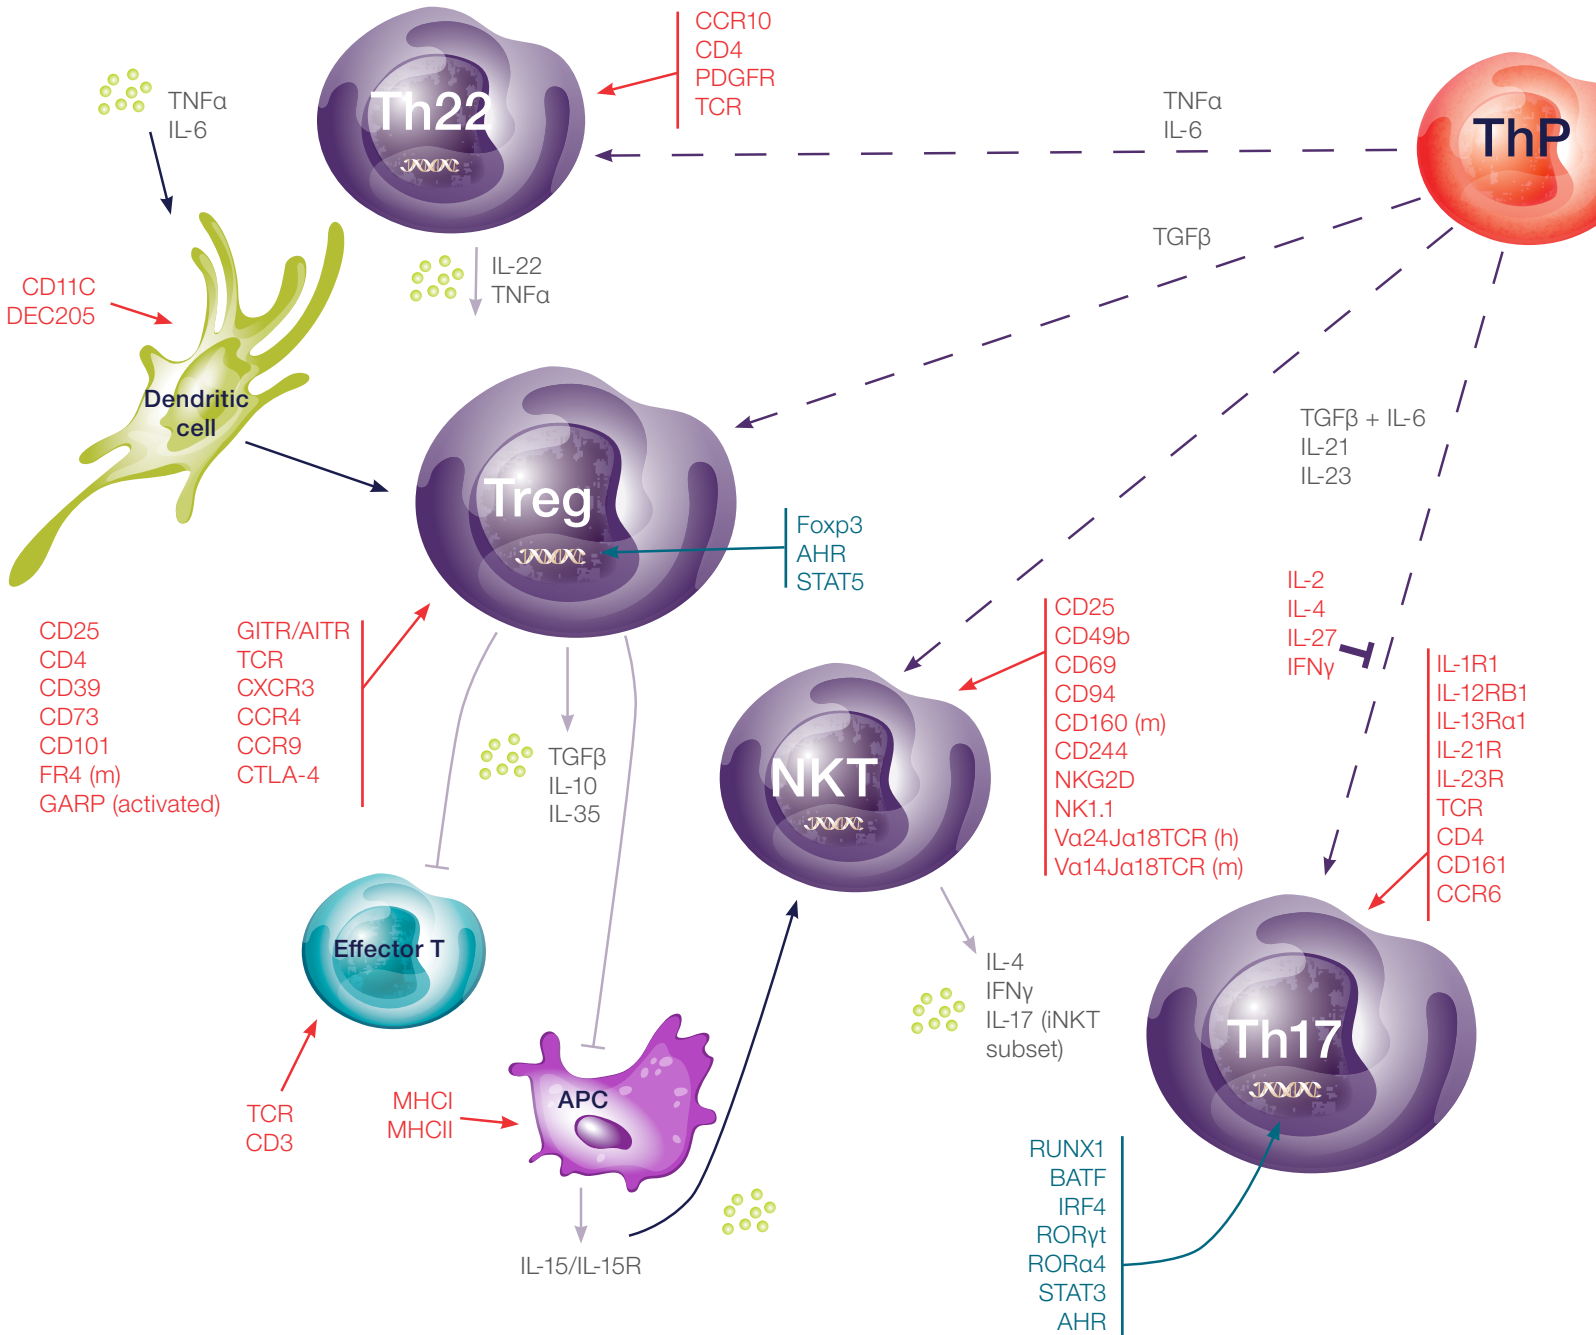 CCR10
CD4
PDGFR
TCR
TNFα
IL-6
Th22
TNFα
IL-6
ThP
TGFβ
IL-22
TNFα
CD11C
DEC205
Dendritic
cell
TGFβ + IL-6
IL-21
IL-23
Treg
Foxp3
AHR
STAT5
IL-2
IL-4
IL-27
IFNγ
CD25
CD4
CD39
CD73
CD101
FR4 (m)
GARP (activated)
GITR/AITR
TCR
CXCR3
CCR4
CCR9
CTLA-4
TGFβ
IL-10
IL-35
NKT
CD25
CD49b
CD69
CD94
CD160 (m)
CD244
NKG2D
NK1.1
Vα24Jα18TCR (h)
Vα14Jα18TCR (m)
IL-1R1
IL-12RB1
IL-13Rα1
IL-21R
IL-23R
TCR
CD4
CD161
CCR6
Effector T
IL-4
IFNγ
IL-17 (iNKT
subset)
Th17
TCR
CD3
MHCI
MHCII
APC
IL-15/IL-15R
RUNX1
BATF
IRF4
RORγt
RORα4
STAT3
AHR